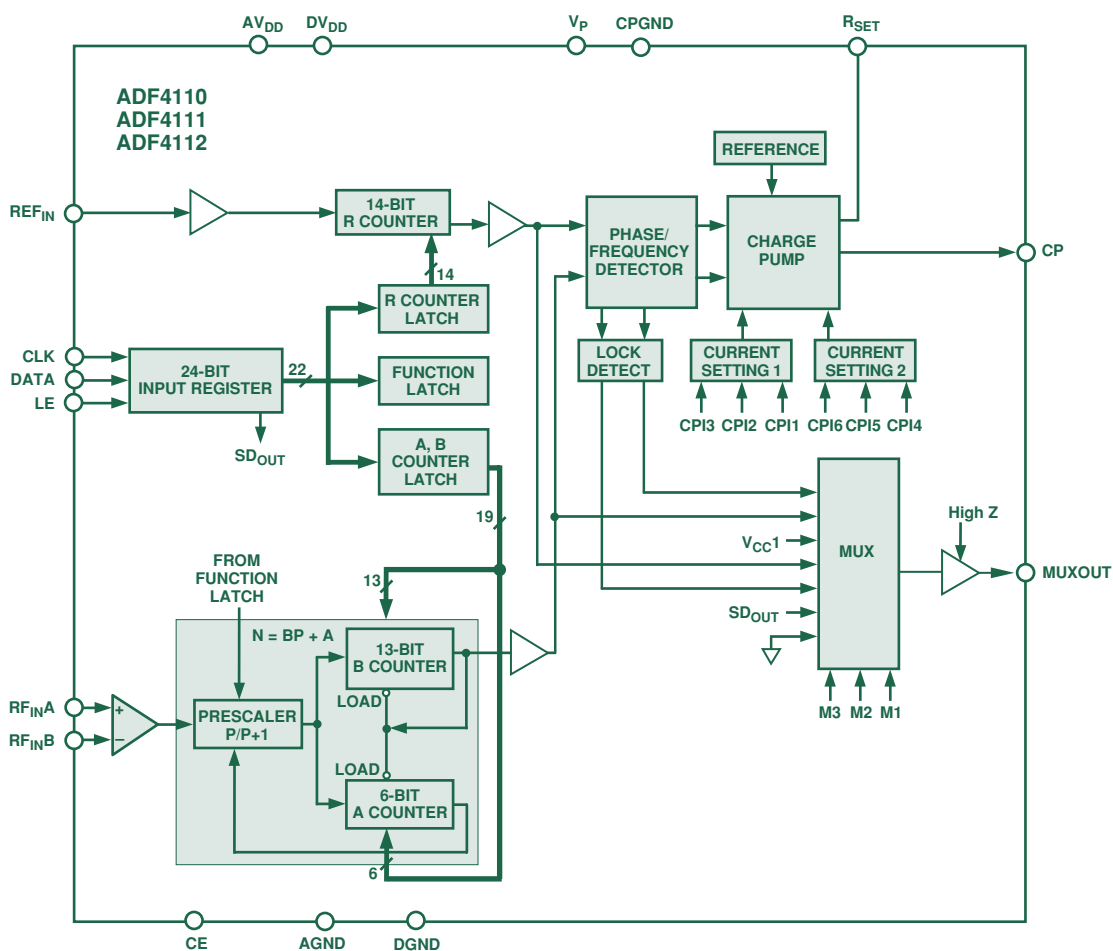 AVDD
DVDD
VP
CPGND
RSET
ADF4110
ADF4111
ADF4112
REFERENCE
REFIN
14-BIT
R COUNTER
PHASE/
FREQUENCY
DETECTOR
CHARGE
PUMP
CP
14
R COUNTER
LATCH
CLK
DATA
LE
24-BIT
INPUT REGISTER
22
FUNCTION
LATCH
LOCK
DETECT
CURRENT
SETTING 1
CURRENT
SETTING 2
CPI3
CPI2
CPI1
CPI6
CPI5
CPI4
SDOUT
A, B
COUNTER
LATCH
19
High Z
VCC1
MUX
MUXOUT
FROM
FUNCTION
LATCH
13
SDOUT
N = BP + A
13-BIT
B COUNTER
LOAD
RFINA
RFINB
+
−
PRESCALER
P/P+1
M3
M2
M1
LOAD
6-BIT
A COUNTER
6
CE
AGND
DGND